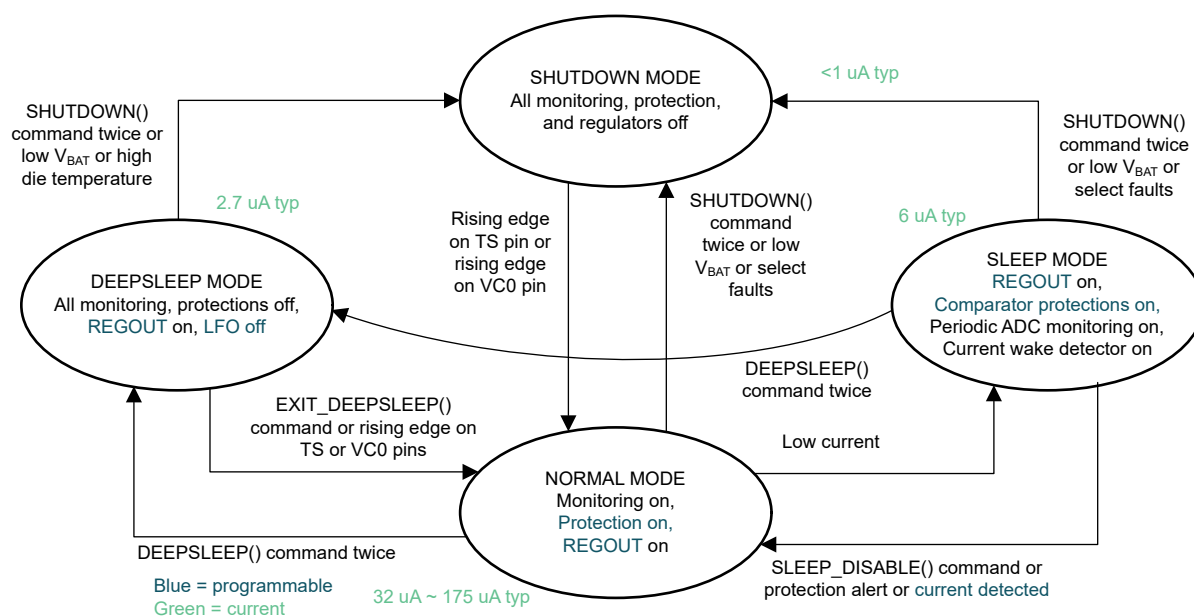 SHUTDOWN MODE
All monitoring, protection,
and regulators off
<1 uA typ
SHUTDOWN()
command twice or
low VBAT or high
die temperature
SHUTDOWN()
command twice
or low VBAT or
select faults
2.7 uA typ
Rising edge
on TS pin or
rising edge
on VC0 pin
SHUTDOWN()
command
twice or low
VBAT or select
faults
6 uA typ
DEEPSLEEP MODE
All monitoring, protections off,
REGOUT on, LFO off
SLEEP MODE
REGOUT on,
Comparator protections on,
Periodic ADC monitoring on,
Current wake detector on
DEEPSLEEP()
command twice
EXIT_DEEPSLEEP()
command or rising edge on
TS or VC0 pins
Low current
NORMAL MODE
Monitoring on,
Protection on,
REGOUT on
DEEPSLEEP() command twice
SLEEP_DISABLE() command or
protection alert or current detected
Blue = programmable
Green = current
32 uA ~ 175 uA typ